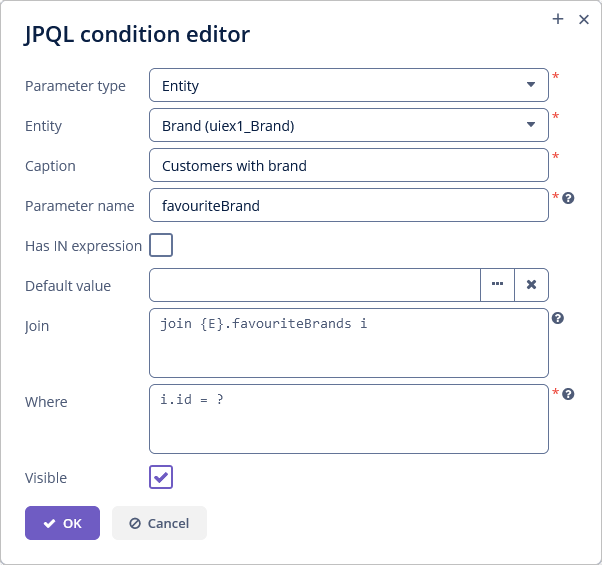 JPQL condition editor
Parameter type Entity *
Entity Brand (uiex1_Brand) *
Caption Customers with brand *
Parameter name favouriteBrand *
Has IN expression
Default value
Join join {E}.favouriteBrands i
Where i.id = ? *
Visible
OK Cancel